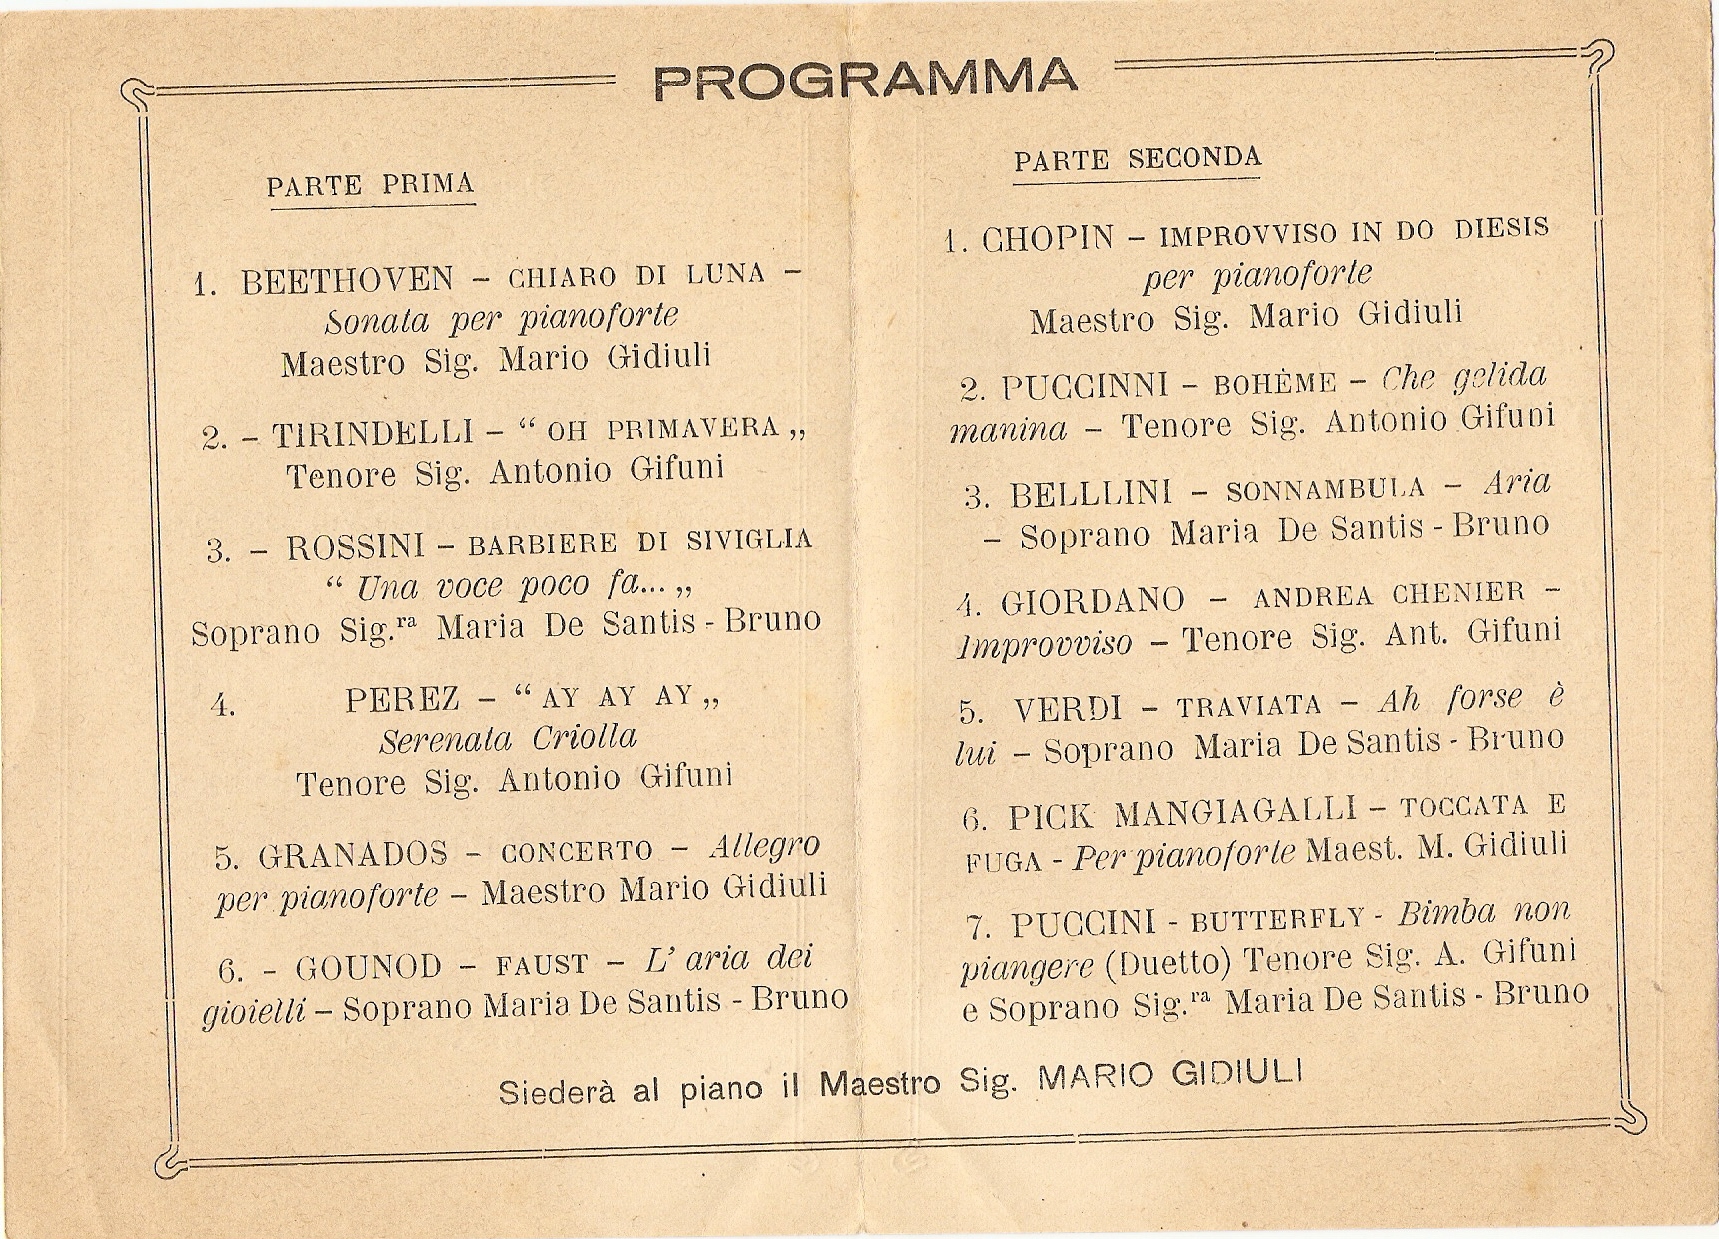 PROGRAMMA
PARTE PRIMA
1. BEETHOVEN – CHIARO DI LUNA –
Sonata per pianoforte
Maestro Sig. Mario Gidiuli
2. – TIRINDELLI – “ OH PRIMAVERA „
Tenore Sig. Antonio Gifuni
3. – ROSSINI – BARBIERE DI SIVIGLIA
“ Una voce poco fa... „
Soprano Sig.ra Maria De Santis - Bruno
4. PEREZ – “ AY AY AY „
Serenata Criolla
Tenore Sig. Antonio Gifuni
5. GRANADOS – CONCERTO – Allegro
per pianoforte – Maestro Mario Gidiuli
6. - GOUNOD – FAUST – L' aria dei
gioielli – Soprano Maria De Santis - Bruno
PARTE SECONDA
1. CHOPIN – IMPROVVISO IN DO DIESIS
per pianoforte
Maestro Sig. Mario Gidiuli
2. PUCCINNI – BOHÈME – Che gelida
manina – Tenore Sig. Antonio Gifuni
3. BELLLINI – SONNAMBULA – Aria
– Soprano Maria De Santis - Bruno
4. GIORDANO – ANDREA CHENIER –
Improvviso – Tenore Sig. Ant. Gifuni
5. VERDI – TRAVIATA – Ah forse è
lui – Soprano Maria De Santis - Bruno
6. PICK MANGIAGALLI – TOCCATA E
FUGA - Per pianoforte Maest. M. Gidiuli
7. PUCCINI - BUTTERFLY - Bimba non
piangere (Duetto) Tenore Sig. A. Gifuni
e Soprano Sig.ra Maria De Santis - Bruno
Siederà al piano il Maestro Sig. MARIO GIDIULI